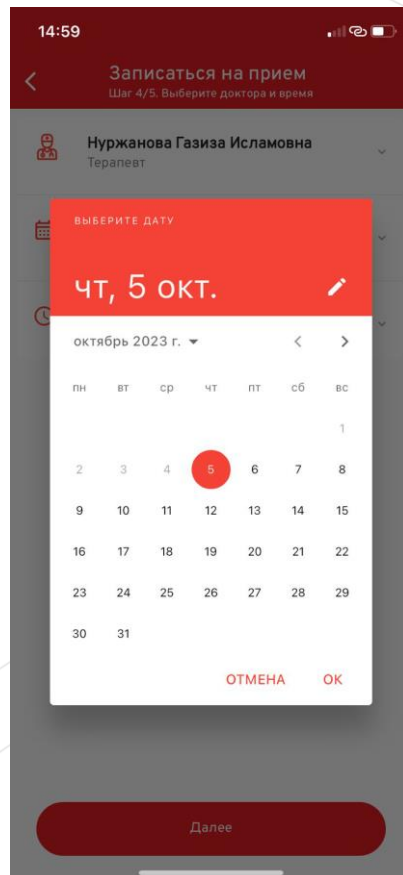 14:59
Записаться на прием
Шаг 4/5. Выберите доктора и время
Нуржанова Газиза Исламовна
Терапевт
ВЫБЕРИТЕ ДАТУ
чт, 5 окт.
октябрь 2023 г.
пн вт ср чт пт сб вс
1
2 3 4 5 6 7 8
9 10 11 12 13 14 15
16 17 18 19 20 21 22
23 24 25 26 27 28 29
30 31
ОТМЕНА ОК
Далее